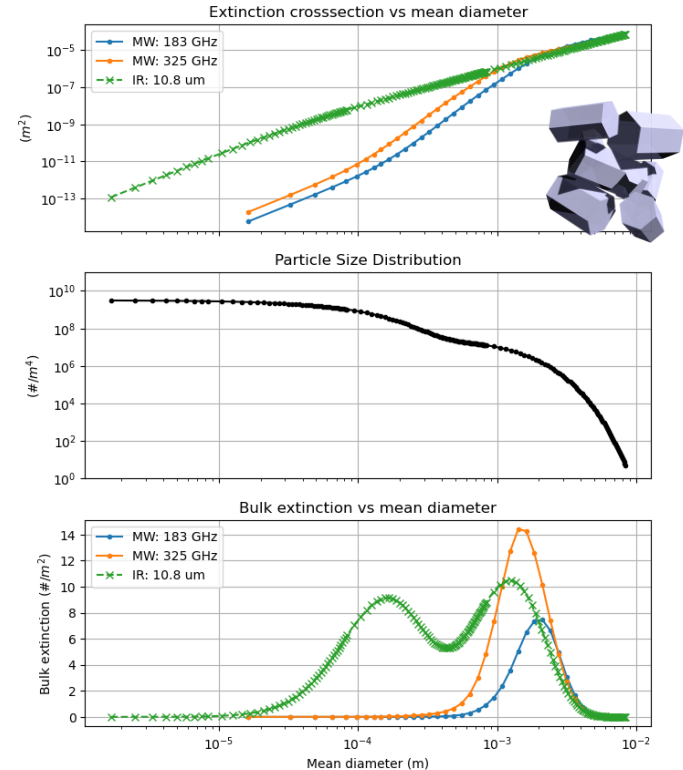 Extinction crosssection vs mean diameter
MW: 183 GHz
MW: 325 GHz
IR: 10.8 um
10⁻⁵
10⁻⁷
10⁻⁹
10⁻¹¹
10⁻¹³
(m²)
Particle Size Distribution
10¹⁰
10⁸
10⁶
10⁴
10²
10⁰
(#/m⁴)
Bulk extinction vs mean diameter
MW: 183 GHz
MW: 325 GHz
IR: 10.8 um
14
12
10
8
6
4
2
0
Bulk extinction (#/m²)
10⁻⁵ 10⁻⁴ 10⁻³ 10⁻²
Mean diameter (m)